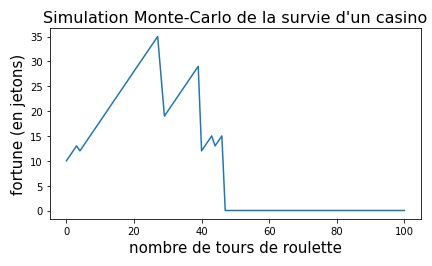 Simulation Monte-Carlo de la survie d'un casino
fortune (en jetons)
35
30
25
20
15
10
5
0
0 20 40 60 80 100
nombre de tours de roulette